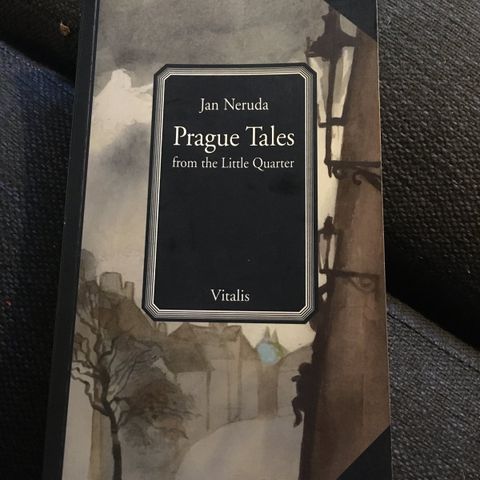 Jan Neruda
Prague Tales
from the Little Quarter
Vitalis